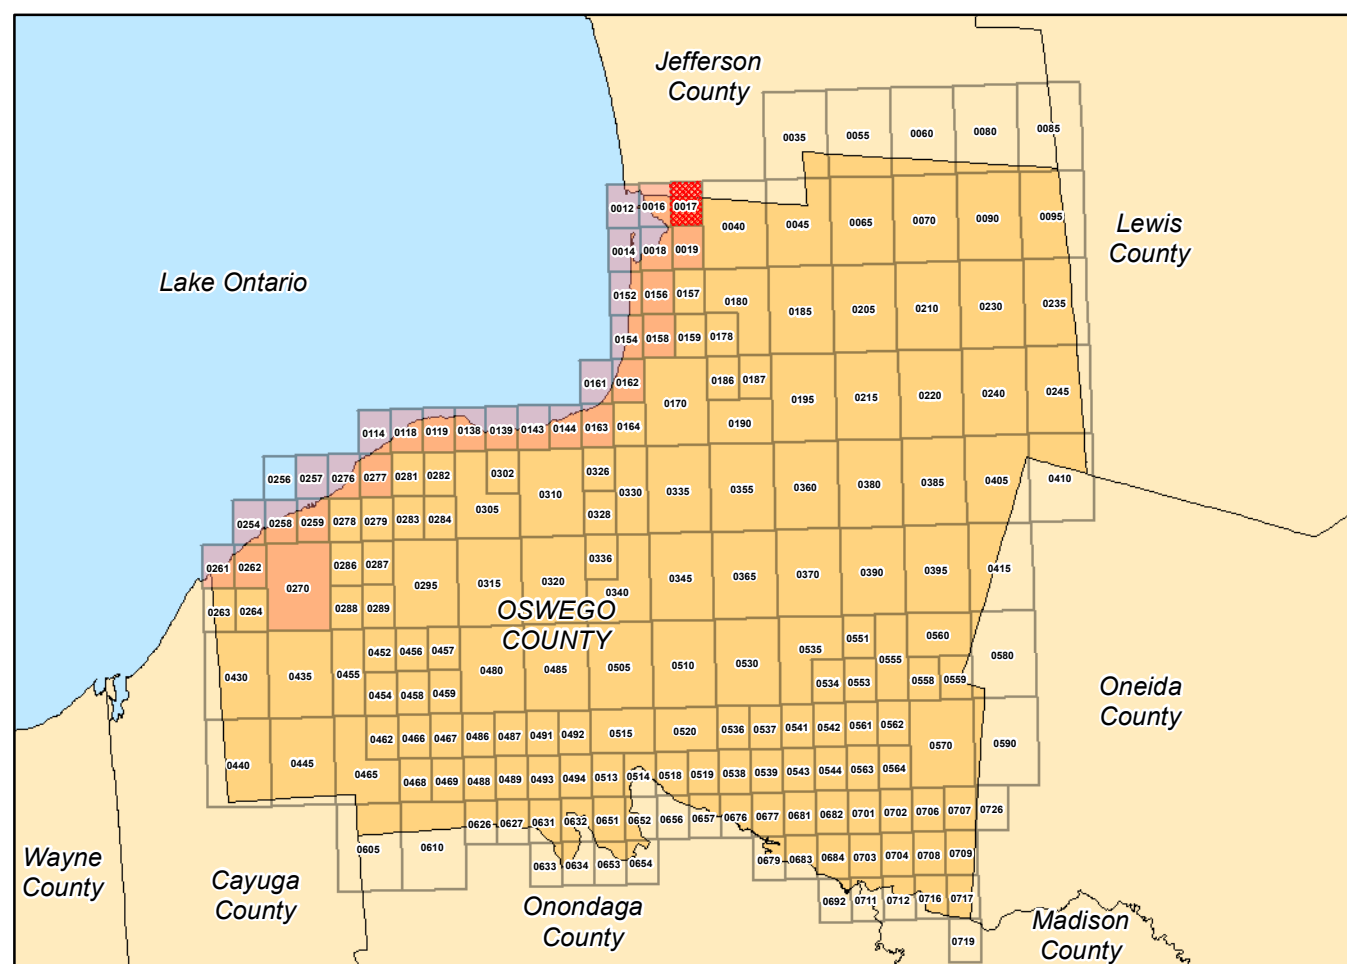 Jefferson
County
0035 0055 0060 0080 0085
0012 0016 0017 0040 0045 0065 0070 0090 0095
Lewis
County
0014 0018 0019
Lake Ontario
0152 0156 0157 0180 0185 0205 0210 0230 0235
0154 0158 0159 0178
0161 0162 0170 0186 0187 0195 0215 0220 0240 0245
0114 0118 0119 0138 0139 0143 0144 0163 0164 0190
0256 0257 0276 0277 0281 0282 0302 0310 0326 0330 0335 0355 0360 0380 0385 0405 0410
0254 0258 0259 0278 0279 0283 0284 0305 0328
0261 0262 0270 0286 0287 0295 0315 0320 0336 0340 0345 0365 0370 0390 0395 0415
0263 0264 0288 0289
OSWEGO
COUNTY
0430 0435 0455 0452 0456 0457 0480 0485 0505 0510 0530 0535 0551 0555 0560 0580
0454 0458 0459 0534 0553 0558 0559
Oneida
County
0440 0445 0465 0462 0466 0467 0486 0487 0491 0492 0515 0520 0536 0537 0541 0542 0561 0562 0570 0590
0468 0469 0488 0489 0493 0494 0513 0514 0518 0519 0538 0539 0543 0544 0563 0564
0605 0610 0626 0627 0631 0632 0651 0652 0656 0657 0676 0677 0681 0682 0701 0702 0706 0707 0726
0633 0634 0653 0654 0679 0683 0684 0703 0704 0708 0709
Wayne
County
Cayuga
County
Onondaga
County
0692 0711 0712 0716 0717
Madison
County
0719